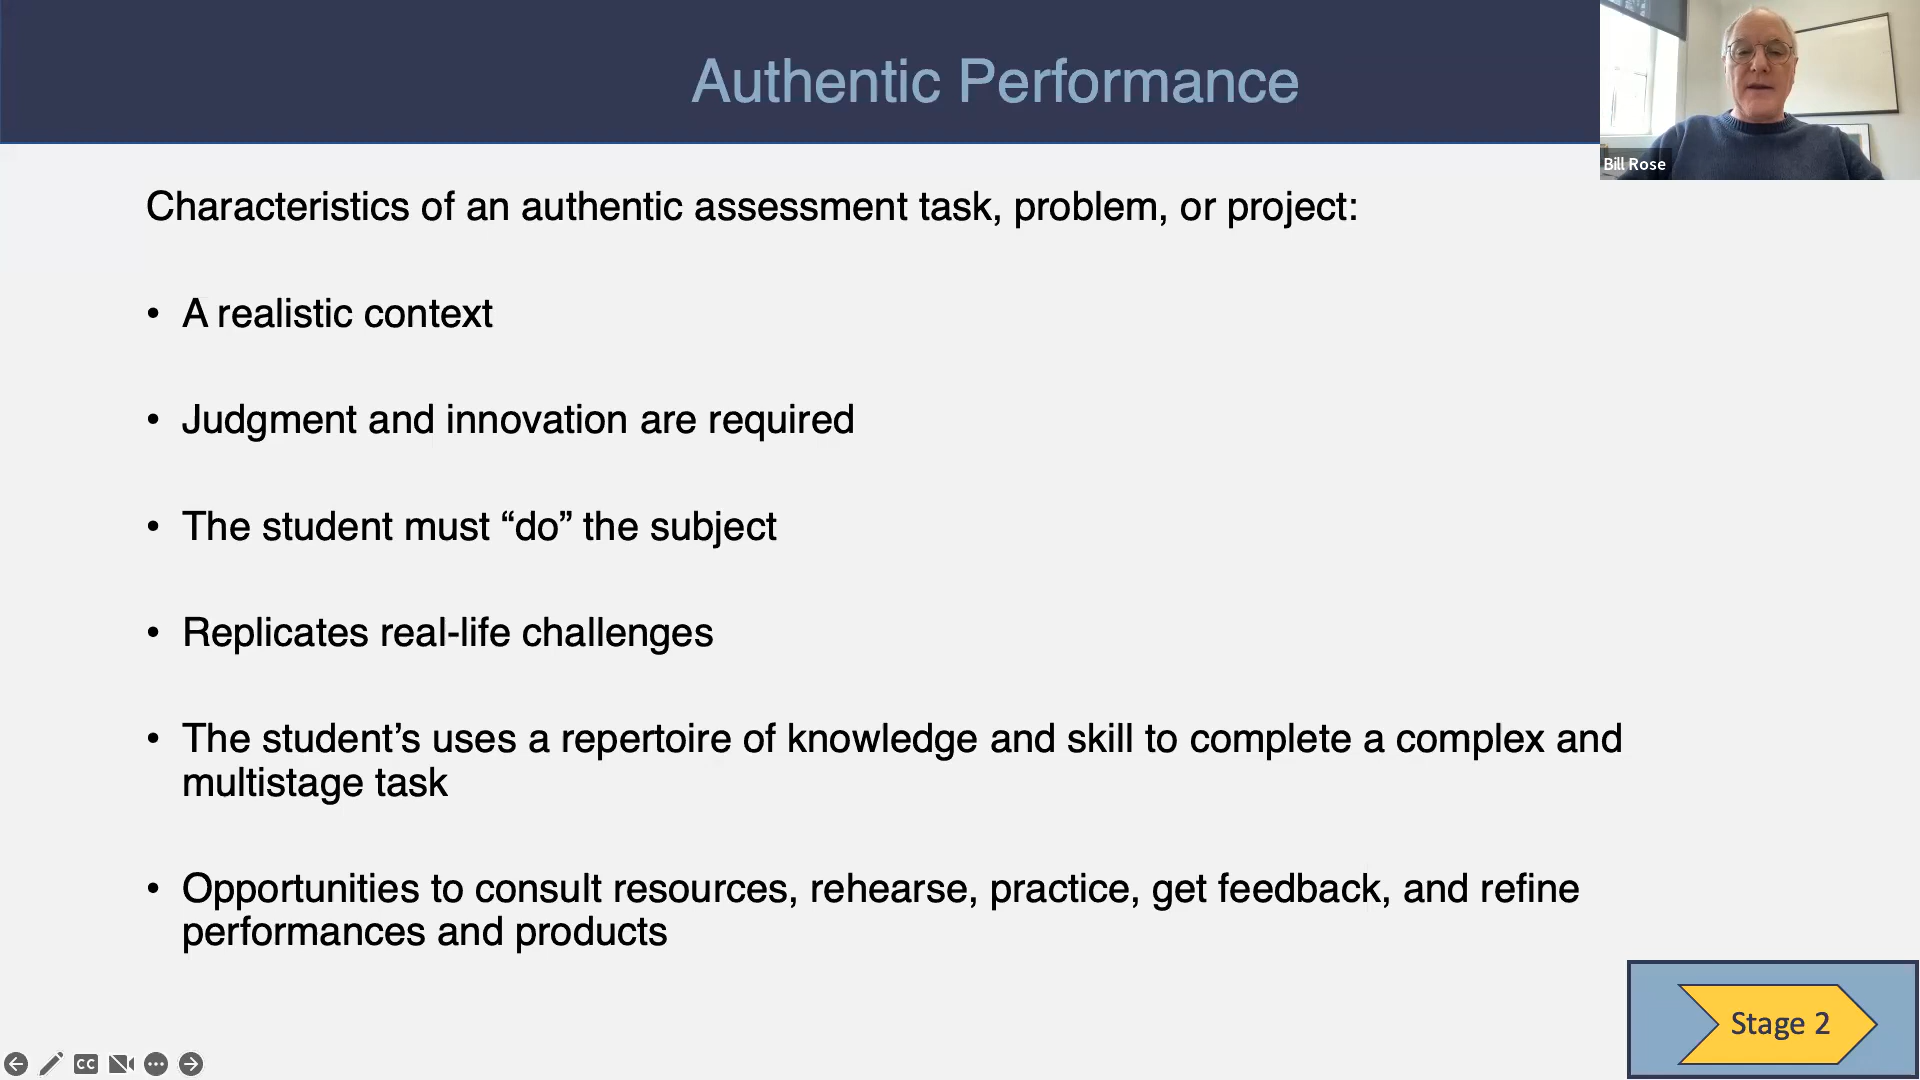 Authentic Performance
Bill Rose
Characteristics of an authentic assessment task, problem, or project:
• A realistic context
• Judgment and innovation are required
• The student must “do” the subject
• Replicates real-life challenges
• The student’s uses a repertoire of knowledge and skill to complete a complex and
multistage task
• Opportunities to consult resources, rehearse, practice, get feedback, and refine
performances and products
Stage 2
CC